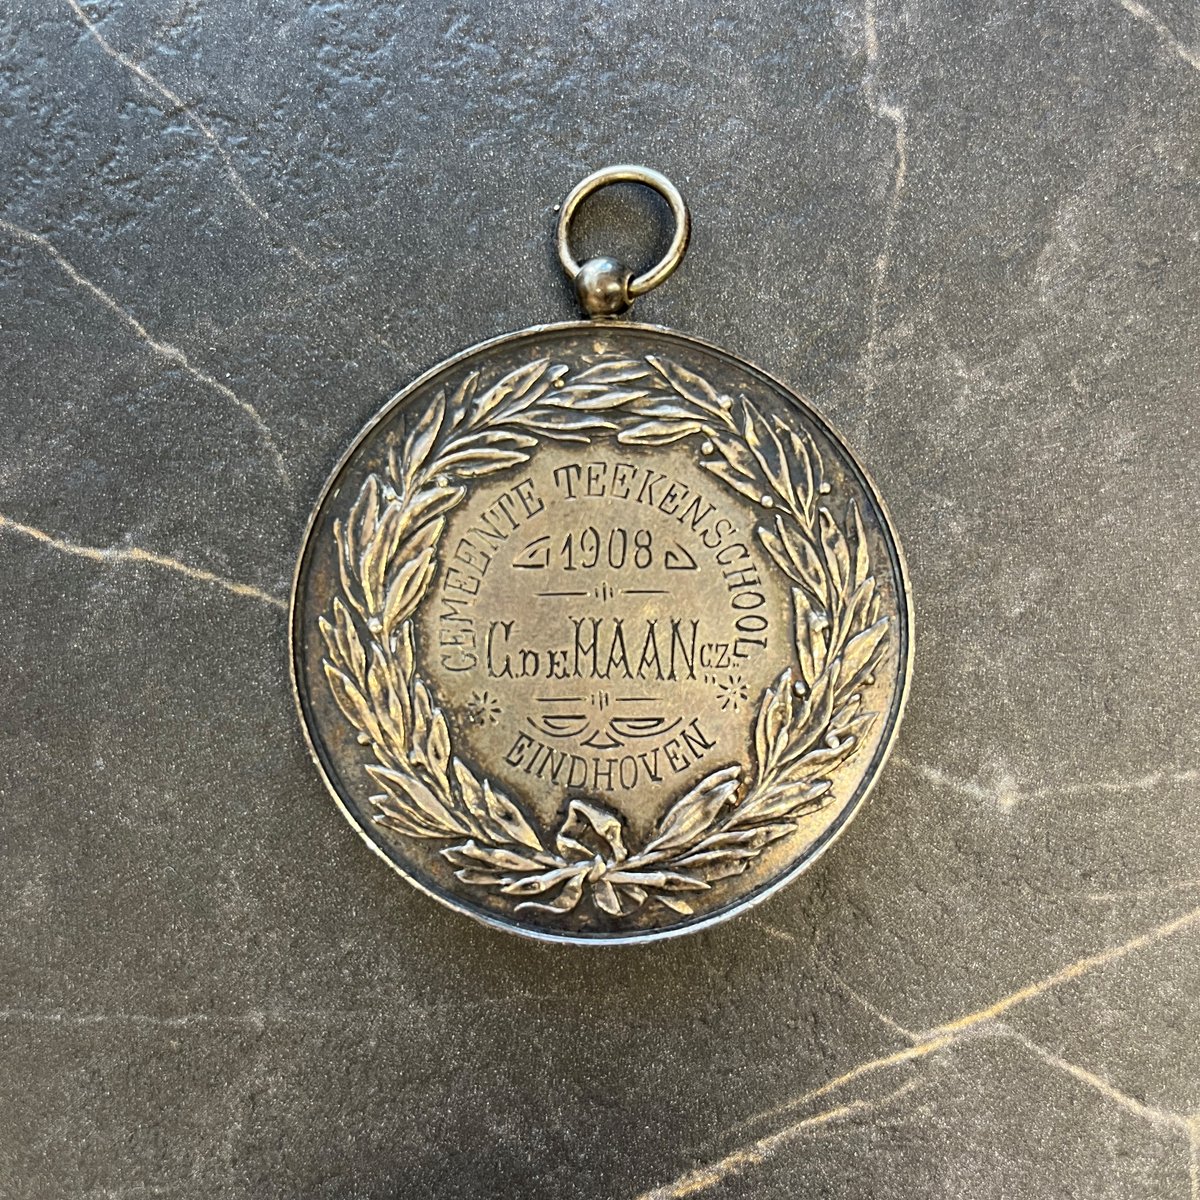 GEMEENTE TEEKENSCHOOL
1908
C. DE HAAN CZ.
EINDHOVEN